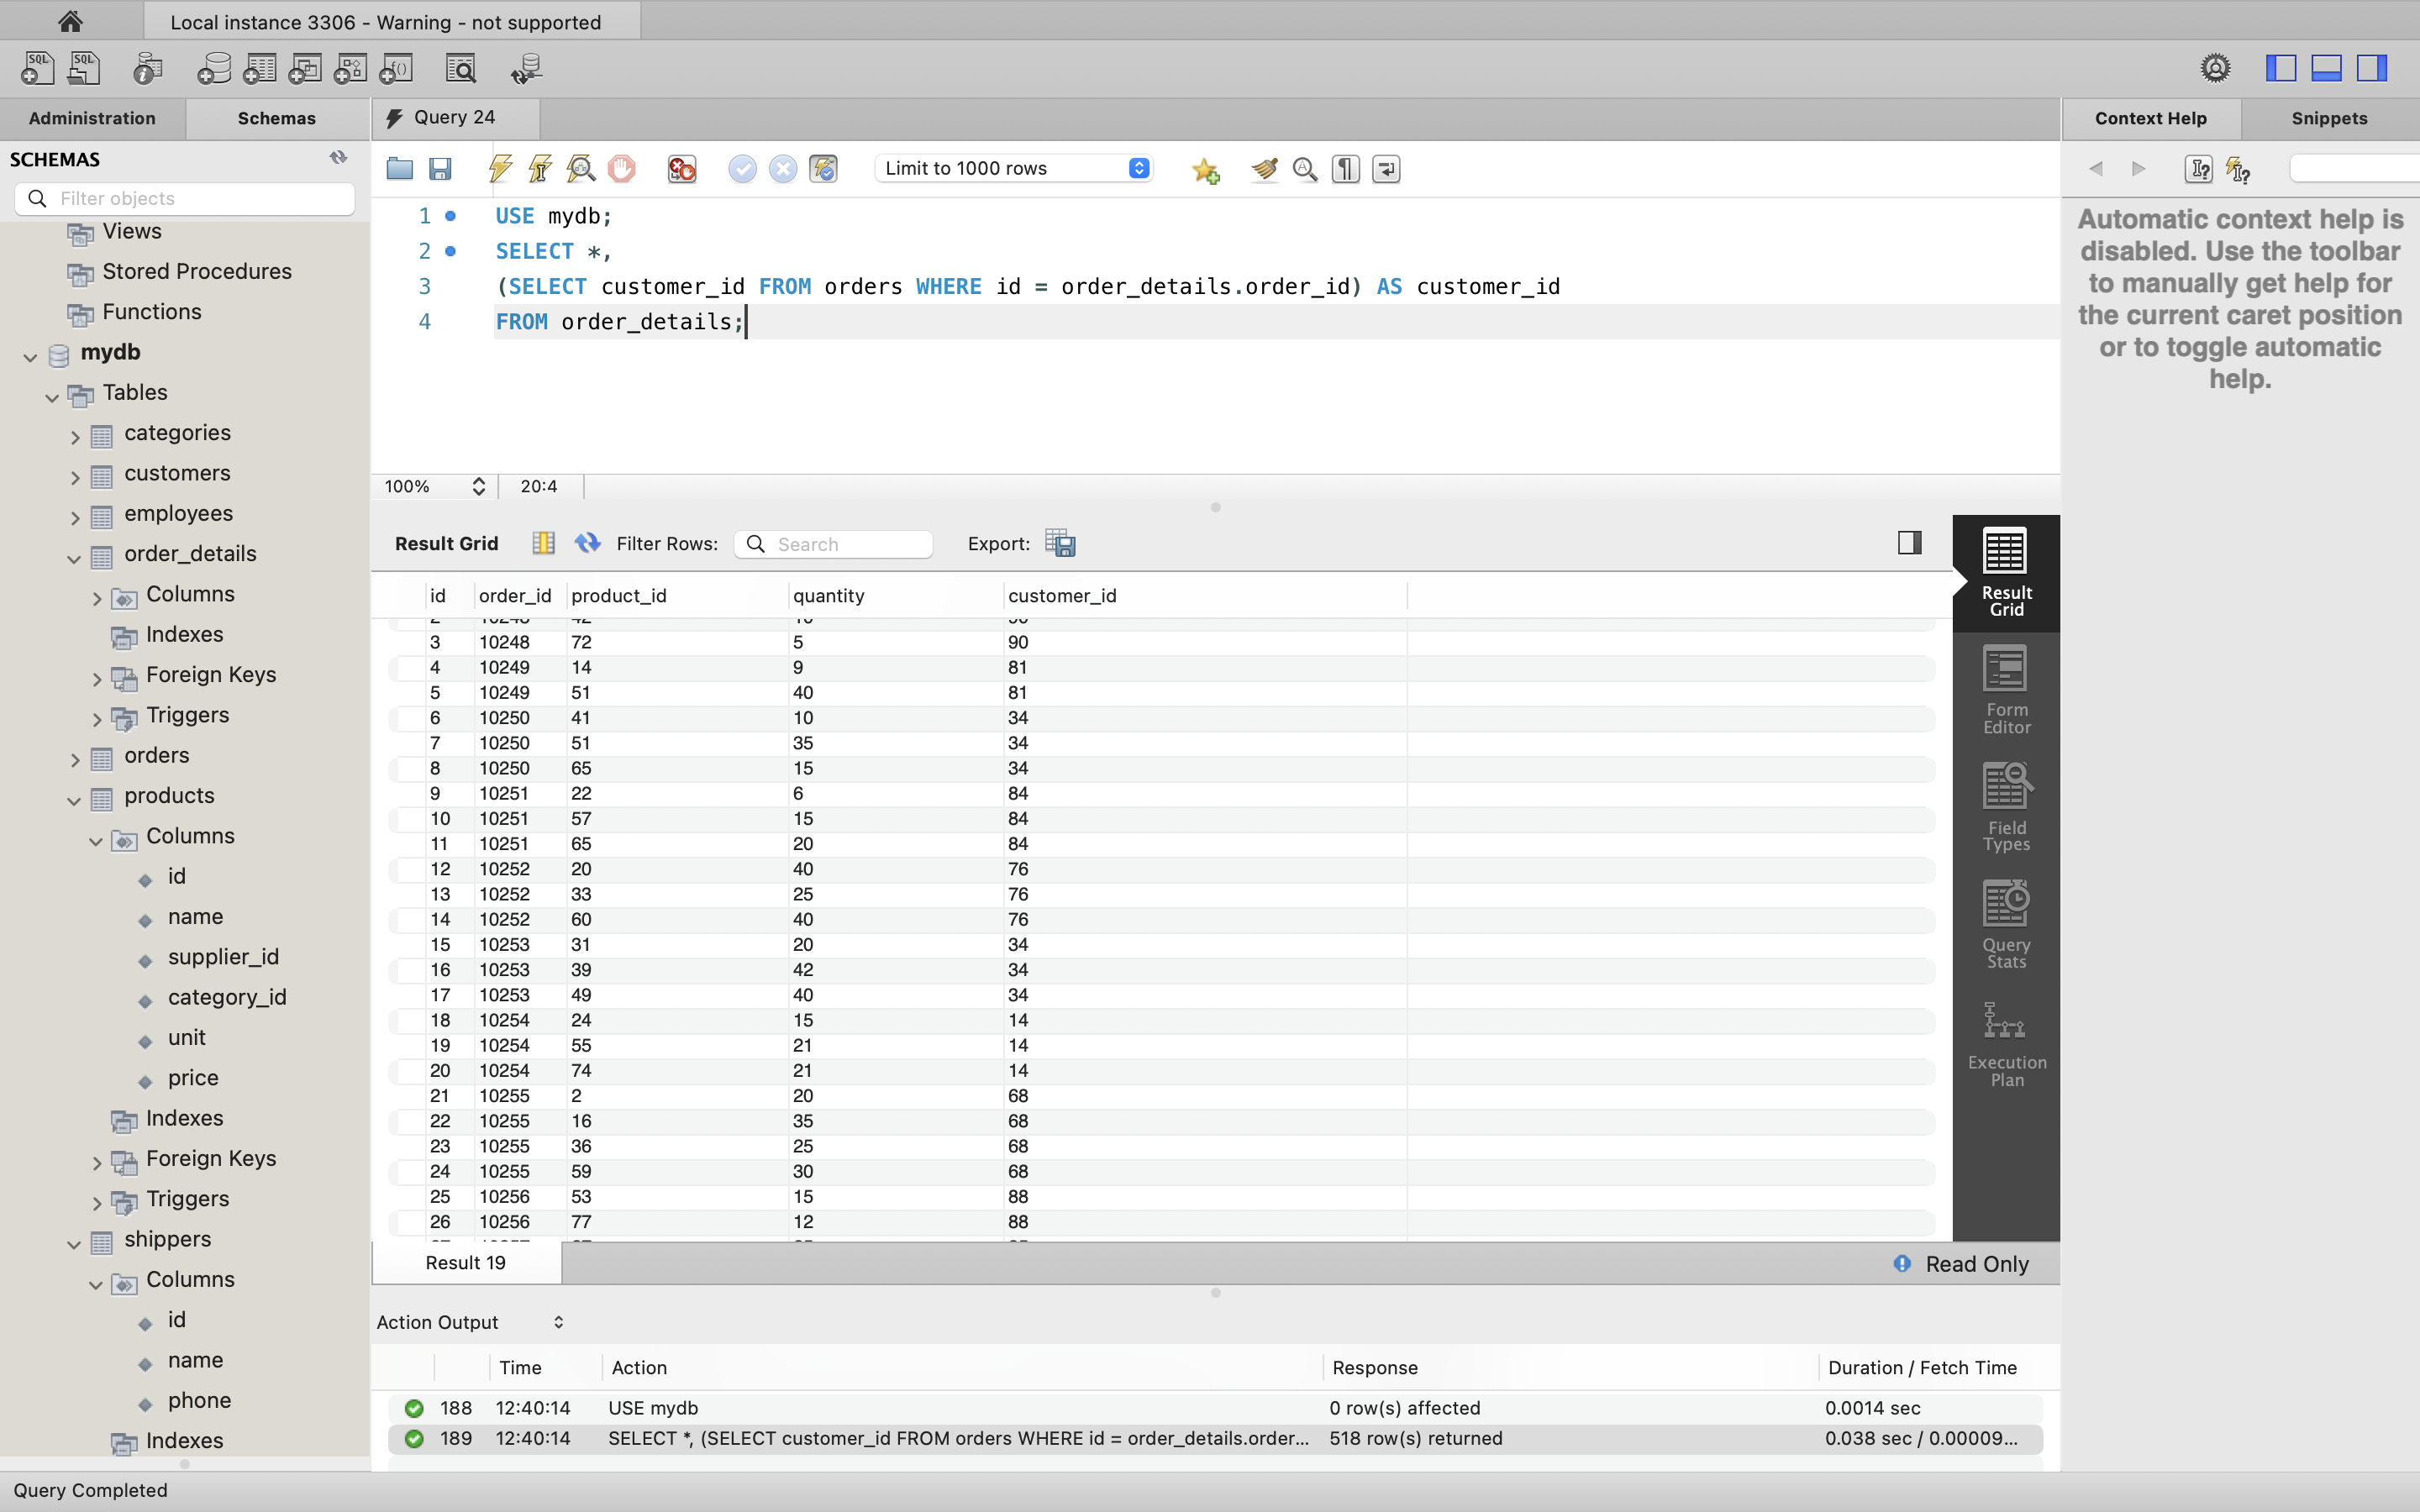 Local instance 3306 - Warning - not supported
Administration
Schemas
Query 24
Context Help
Snippets
SCHEMAS
Filter objects
Limit to 1000 rows
Views
Stored Procedures
Functions
mydb
Tables
categories
customers
employees
order_details
Columns
Indexes
Foreign Keys
Triggers
orders
products
Columns
id
name
supplier_id
category_id
unit
price
Indexes
Foreign Keys
Triggers
shippers
Columns
id
name
phone
Indexes
1 USE mydb;
2 SELECT *,
3 (SELECT customer_id FROM orders WHERE id = order_details.order_id) AS customer_id
4 FROM order_details;
Automatic context help is
disabled. Use the toolbar
to manually get help for
the current caret position
or to toggle automatic
help.
100% 20:4
Result Grid Filter Rows: Search Export:
id order_id product_id quantity customer_id
3 10248 72 5 90
4 10249 14 9 81
5 10249 51 40 81
6 10250 41 10 34
7 10250 51 35 34
8 10250 65 15 34
9 10251 22 6 84
10 10251 57 15 84
11 10251 65 20 84
12 10252 20 40 76
13 10252 33 25 76
14 10252 60 40 76
15 10253 31 20 34
16 10253 39 42 34
17 10253 49 40 34
18 10254 24 15 14
19 10254 55 21 14
20 10254 74 21 14
21 10255 2 20 68
22 10255 16 35 68
23 10255 36 25 68
24 10255 59 30 68
25 10256 53 15 88
26 10256 77 12 88
Result
Grid
Form
Editor
Field
Types
Query
Stats
Execution
Plan
Result 19
Read Only
Action Output
Time Action Response Duration / Fetch Time
188 12:40:14 USE mydb 0 row(s) affected 0.0014 sec
189 12:40:14 SELECT *, (SELECT customer_id FROM orders WHERE id = order_details.order... 518 row(s) returned 0.038 sec / 0.00009...
Query Completed